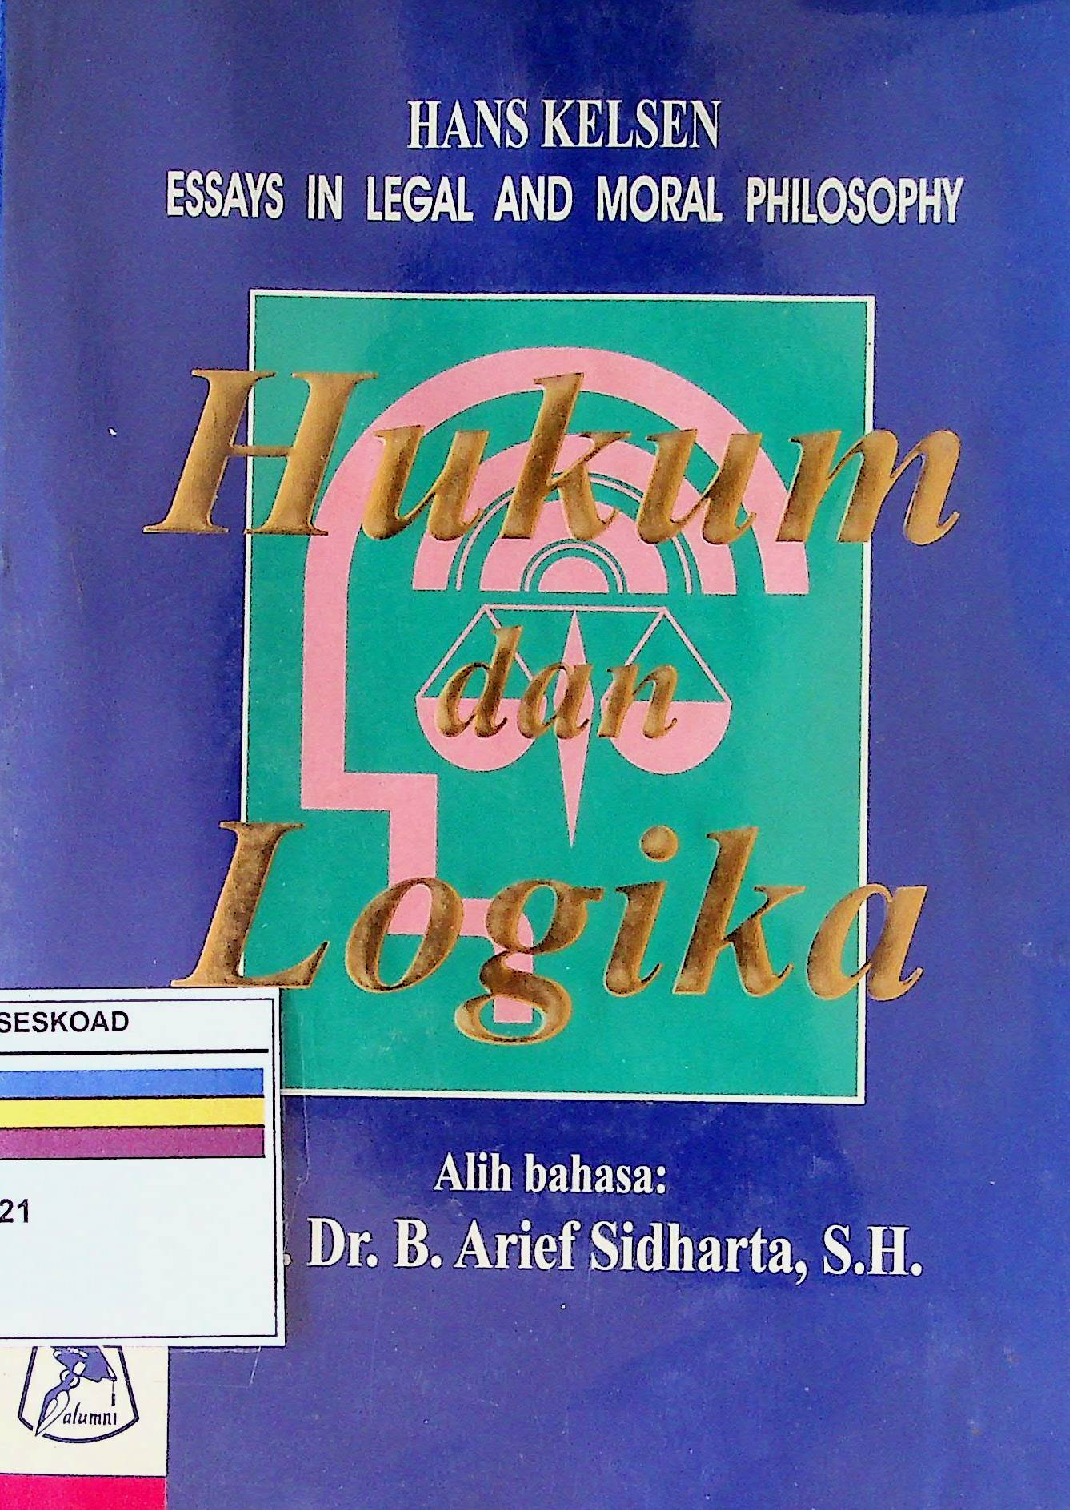 HANS KELSEN
ESSAYS IN LEGAL AND MORAL PHILOSOPHY
Hukum
dan
Logika
SESKOAD
21
Alih bahasa:
Dr. B. Arief Sidharta, S.H.
alumni